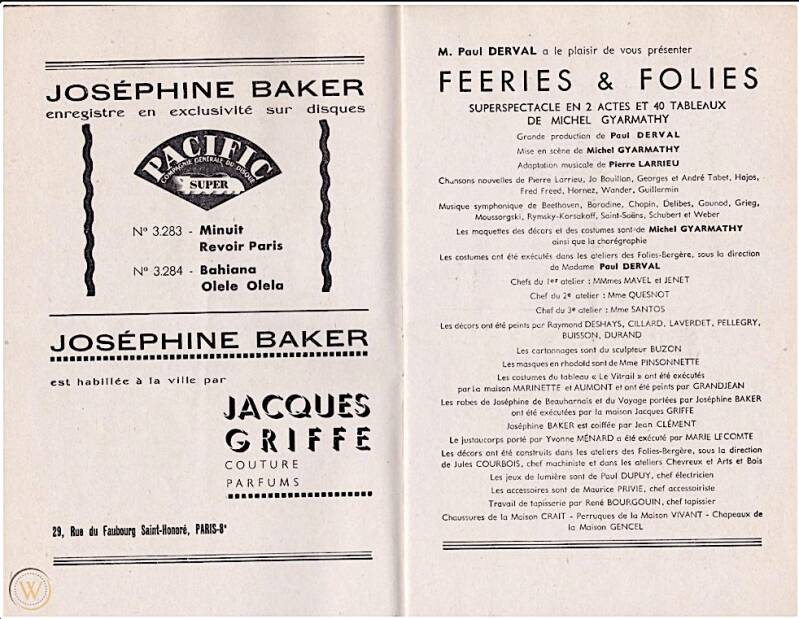 JOSÉPHINE BAKER
enregistre en exclusivité sur disques
PACIFIC
COMPAGNIE GÉNÉRALE DU DISQUE
SUPER
Nº 3.283 - Minuit
Revoir Paris
Nº 3.284 - Bahiana
Olele Olela
JOSÉPHINE BAKER
est habillée à la ville par
JACQUES
GRIFFE
COUTURE
PARFUMS
29, Rue du Faubourg Saint-Honoré, PARIS-8e
W
M. Paul DERVAL a le plaisir de vous présenter
FEERIES & FOLIES
SUPERSPECTACLE EN 2 ACTES ET 40 TABLEAUX
DE MICHEL GYARMATHY
Grande production de Paul DERVAL
Mise en scène de Michel GYARMATHY
Adaptation musicale de Pierre LARRIEU
Chansons nouvelles de Pierre Larrieu, Jo Bouillon, Georges et André Tabet, Hajos,
Fred Freed, Hornez, Wander, Guillermin
Musique symphonique de Beethoven, Borodine, Chopin, Delibes, Gounod, Grieg,
Moussorgski, Rymsky-Korsakoff, Saint-Saëns, Schubert et Weber
Les maquettes des décors et des costumes sont de Michel GYARMATHY
ainsi que la chorégraphie
Les costumes ont été exécutés dans les ateliers des Folies-Bergère, sous la direction
de Madame Paul DERVAL
Chefs du 1er atelier : MMmes MAVEL et JENET
Chef du 2e atelier : Mme QUESNOT
Chef du 3e atelier : Mme SANTOS
Les décors ont été peints par Raymond DESHAYS, CILLARD, LAVERDET, PELLEGRY,
BUISSON, DURAND
Les cartonnages sont du sculpteur BUZON
Les masques en rhodoïd sont de Mme PINSONNETTE
Les costumes du tableau « Le Vitrail » ont été exécutés
par la maison MARINETTE et AUMONT et ont été peints par GRANDJEAN
Les robes de Joséphine de Beauharnais et du Voyage portées par Joséphine BAKER
ont été exécutées par la maison Jacques GRIFFE
Joséphine BAKER est coiffée par Jean CLÉMENT
Le justaucorps porté par Yvonne MÉNARD a été exécuté par MARIE LECOMTE
Les décors ont été construits dans les ateliers des Folies-Bergère, sous la direction
de Jules COURBOIS, chef machiniste et dans les ateliers Chevreux et Arts et Bois
Les jeux de lumière sont de Paul DUPUY, chef électricien
Les accessoires sont de Maurice PRIVIE, chef accessoiriste
Travail de tapisserie par René BOURGOUIN, chef tapissier
Chaussures de la Maison CRAIT - Perruques de la Maison VIVANT - Chapeaux de
la Maison GENCEL